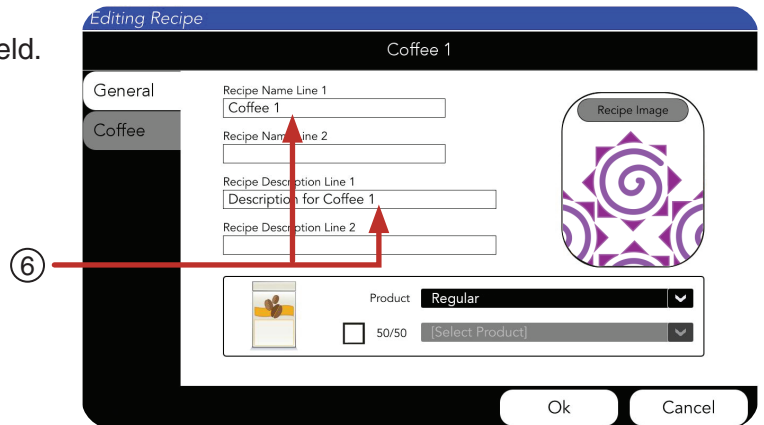 Editing Recipe
eld.
Coffee 1
General
Coffee
Recipe Name Line 1
Coffee 1
Recipe Name Line 2
Recipe Description Line 1
Description for Coffee 1
Recipe Description Line 2
Recipe Image
6
Product Regular
50/50 [Select Product]
Ok Cancel